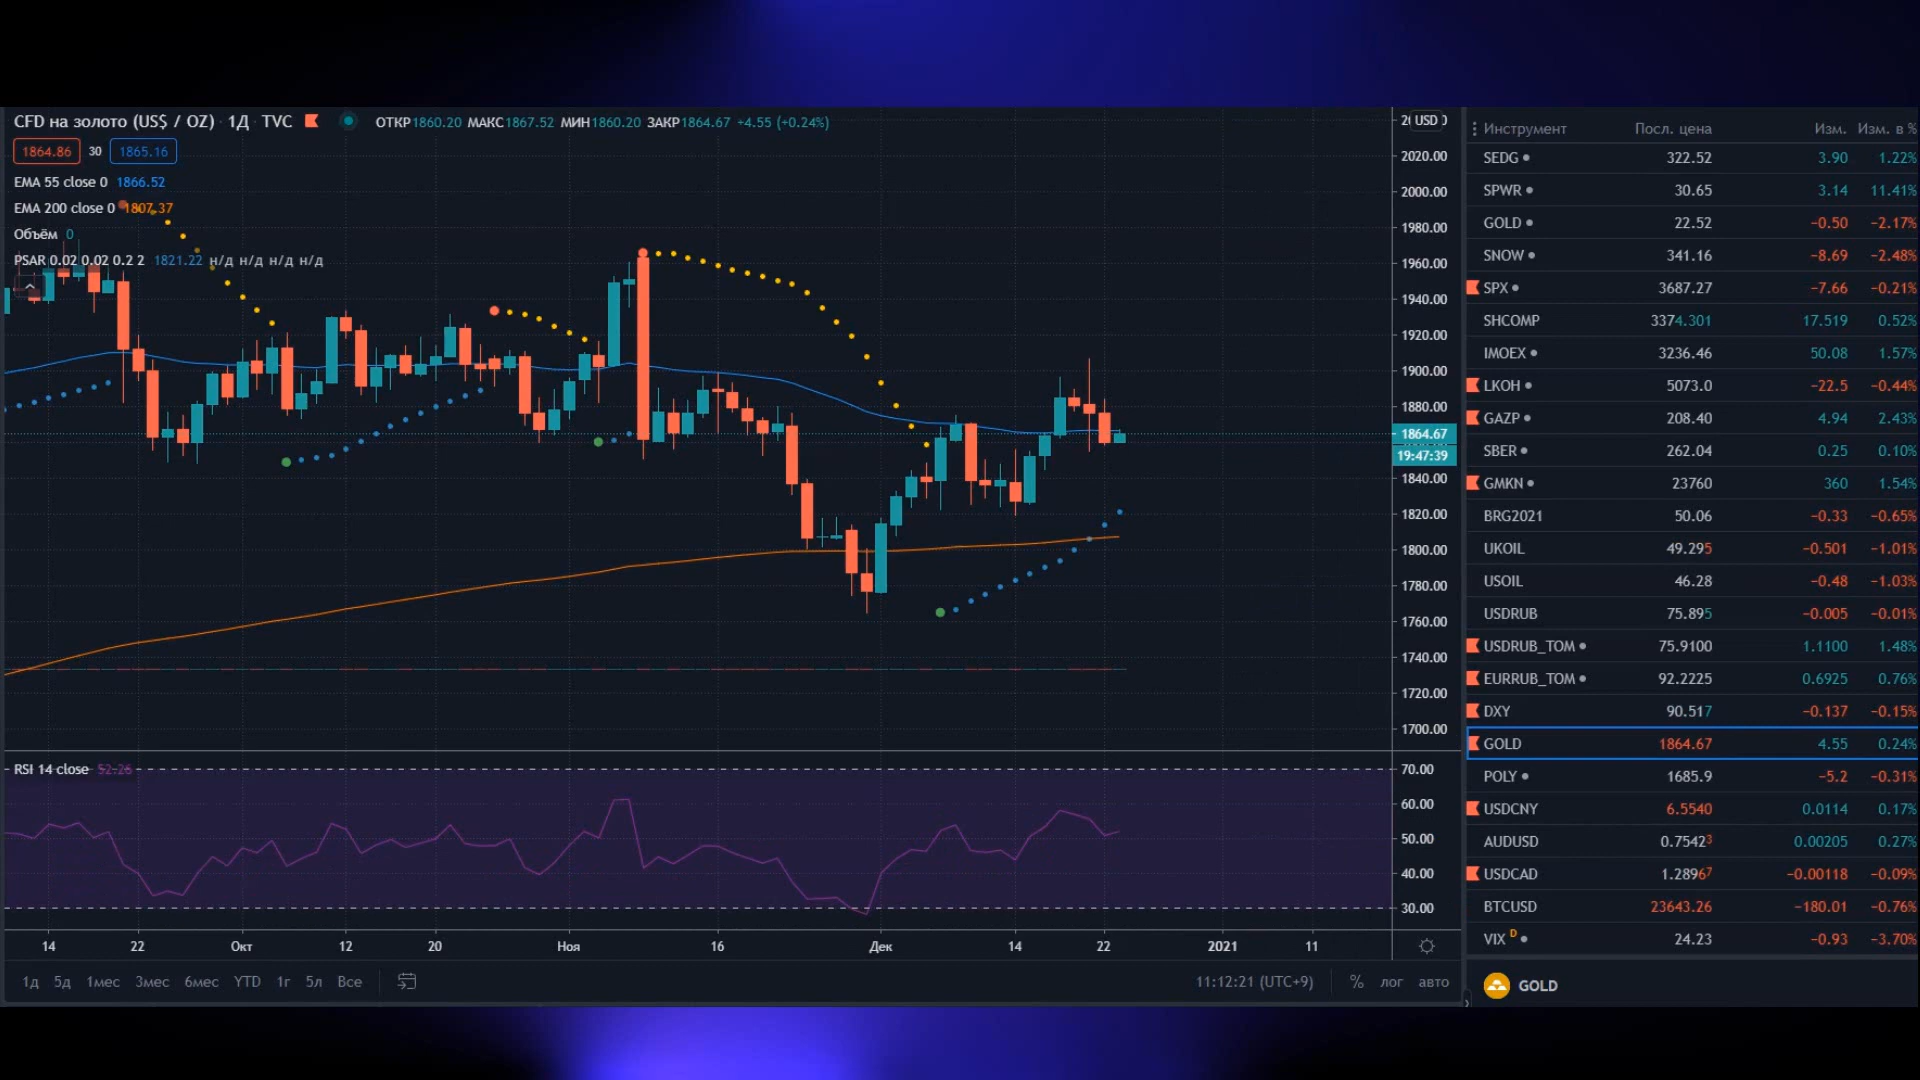 CFD на золото (US$ / OZ) · 1Д · TVC ОТКР1860.20 МАКС1867.52 МИН1860.20 ЗАКР1864.67 +4.55 (+0.24%)
1864.86 30 1865.16
EMA 55 close 0 1866.52
EMA 200 close 0 1807.37
Объём 0
PSAR 0.02 0.02 0.2 2 1821.22 н/д н/д н/д н/д
USD
2020.00
2000.00
1980.00
1960.00
1940.00
1920.00
1900.00
1880.00
1864.67
19:47:39
1840.00
1820.00
1800.00
1780.00
1760.00
1740.00
1720.00
1700.00
RSI 14 close 52.26
70.00
60.00
50.00
40.00
30.00
14 22 Окт 12 20 Ноя 16 Дек 14 22 2021 11
1д 5д 1мес 3мес 6мес YTD 1г 5л Все 11:12:21 (UTC+9) % лог авто
Инструмент Посл. цена Изм. Изм. в %
SEDG 322.52 3.90 1.22%
SPWR 30.65 3.14 11.41%
GOLD 22.52 −0.50 −2.17%
SNOW 341.16 −8.69 −2.48%
SPX 3687.27 −7.66 −0.21%
SHCOMP 3374.301 17.519 0.52%
IMOEX 3236.46 50.08 1.57%
LKOH 5073.0 −22.5 −0.44%
GAZP 208.40 4.94 2.43%
SBER 262.04 0.25 0.10%
GMKN 23760 360 1.54%
BRG2021 50.06 −0.33 −0.65%
UKOIL 49.295 −0.501 −1.01%
USOIL 46.28 −0.48 −1.03%
USDRUB 75.895 −0.005 −0.01%
USDRUB_TOM 75.9100 1.1100 1.48%
EURRUB_TOM 92.2225 0.6925 0.76%
DXY 90.517 −0.137 −0.15%
GOLD 1864.67 4.55 0.24%
POLY 1685.9 −5.2 −0.31%
USDCNY 6.5540 0.0114 0.17%
AUDUSD 0.75423 0.00205 0.27%
USDCAD 1.28967 −0.00118 −0.09%
BTCUSD 23643.26 −180.01 −0.76%
VIX D 24.23 −0.93 −3.70%
GOLD